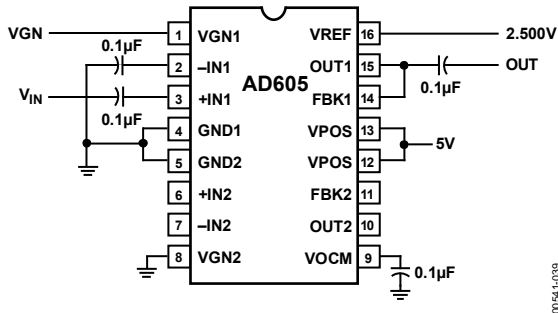 VGN
0.1µF
VIN
0.1µF
AD605
1 VGN1
2 –IN1
3 +IN1
4 GND1
5 GND2
6 +IN2
7 –IN2
8 VGN2
VREF 16
OUT1 15
FBK1 14
VPOS 13
VPOS 12
FBK2 11
OUT2 10
VOCM 9
2.500V
OUT
0.1µF
5V
0.1µF
00541-039